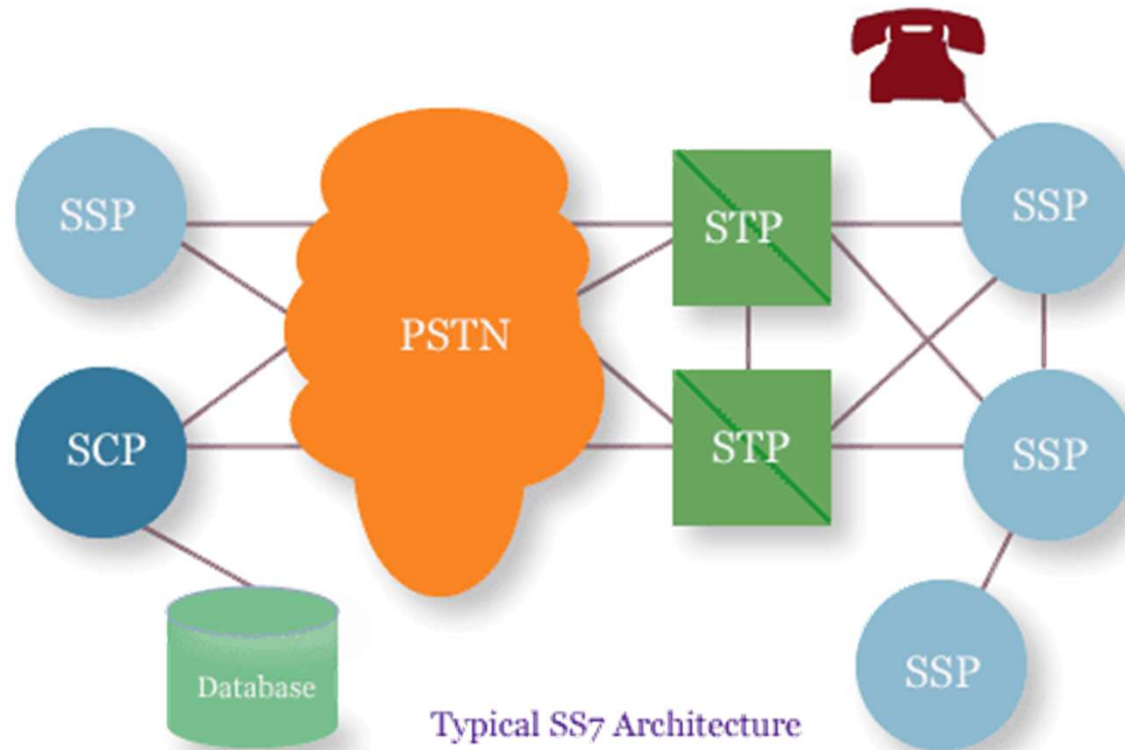 SSP
STP
SSP
PSTN
SCP
STP
SSP
Database
SSP
Typical SS7 Architecture